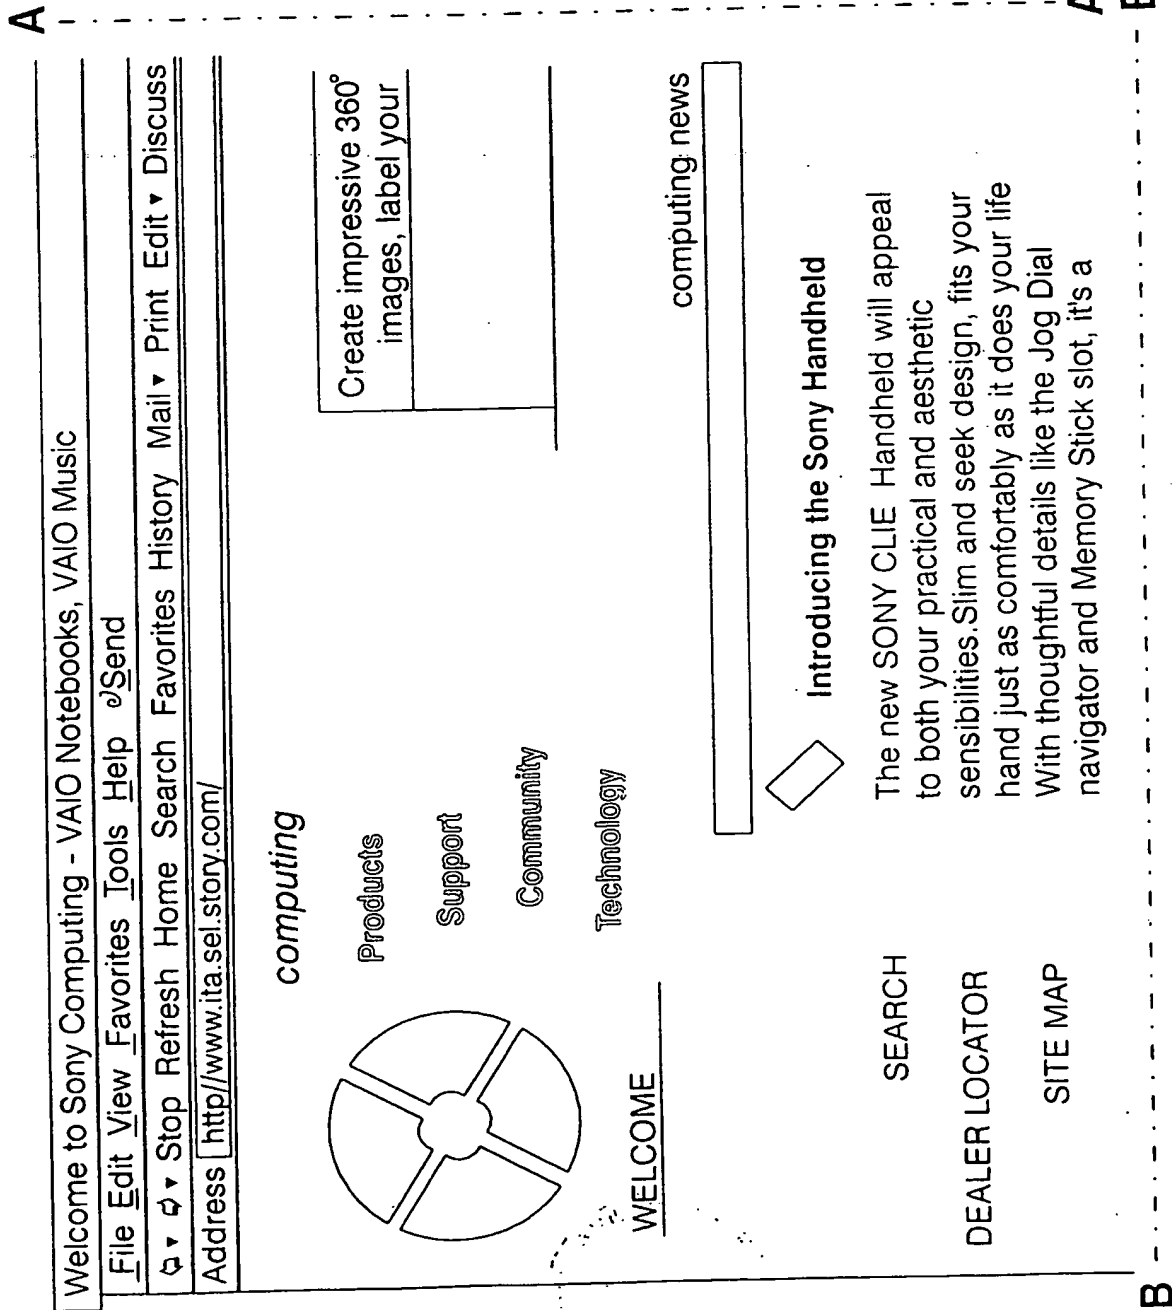 A
Welcome to Sony Computing - VAIO Notebooks, VAIO Music
File Edit View Favorites Tools Help Send
Stop Refresh Home Search Favorites History Mail Print Edit Discuss
Address http//www.ita.sel.story.com/
computing
Create impressive 360°
images, label your
Products
Support
Community
Technology
WELCOME
computing news
Introducing the Sony Handheld
SEARCH
The new SONY CLIE Handheld will appeal
to both your practical and aesthetic
DEALER LOCATOR
sensibilities.Slim and seek design, fits your
hand just as comfortably as it does your life
SITE MAP
With thoughtful details like the Jog Dial
navigator and Memory Stick slot, it's a
A
B
B